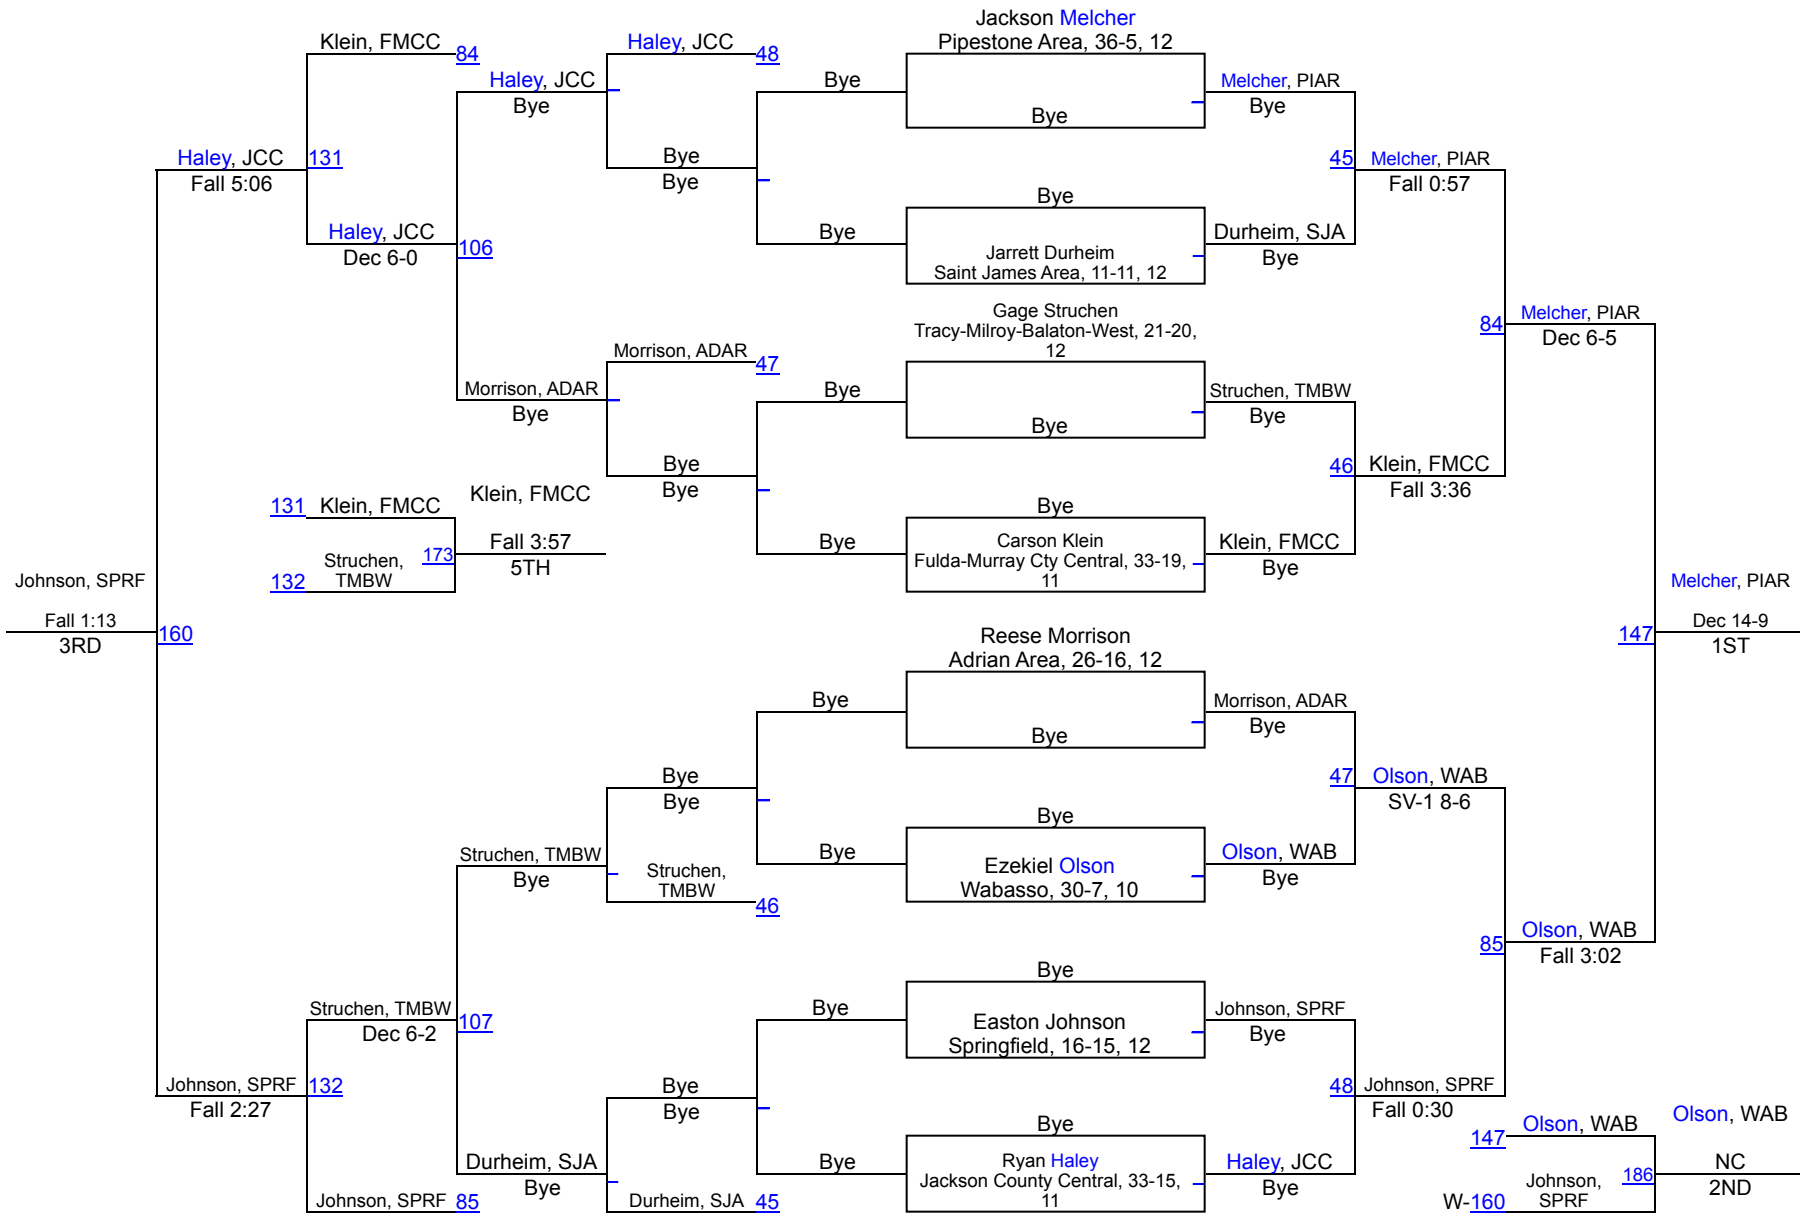 Jackson Melcher
Pipestone Area, 36-5, 12
Bye
Bye
Jarrett Durheim
Saint James Area, 11-11, 12
Gage Struchen
Tracy-Milroy-Balaton-West, 21-20,
12
Bye
Bye
Carson Klein
Fulda-Murray Cty Central, 33-19,
11
Reese Morrison
Adrian Area, 26-16, 12
Bye
Bye
Ezekiel Olson
Wabasso, 30-7, 10
Bye
Easton Johnson
Springfield, 16-15, 12
Bye
Ryan Haley
Jackson County Central, 33-15,
11
Melcher, PIAR
Bye
Durheim, SJA
Bye
Struchen, TMBW
Bye
Klein, FMCC
Bye
Morrison, ADAR
Bye
Olson, WAB
Bye
Johnson, SPRF
Bye
Haley, JCC
Bye
45
Melcher, PIAR
Fall 0:57
46
Klein, FMCC
Fall 3:36
47
Olson, WAB
SV-1 8-6
48
Johnson, SPRF
Fall 0:30
84
Melcher, PIAR
Dec 6-5
85
Olson, WAB
Fall 3:02
147
Melcher, PIAR
Dec 14-9
1ST
147
Olson, WAB
W-160
Johnson,
SPRF
186
Olson, WAB
NC
2ND
Bye
Bye
Bye
Bye
Bye
Bye
Bye
Bye
Haley, JCC
48
Bye
Bye
Morrison, ADAR
47
Bye
Bye
Bye
Bye
Struchen,
TMBW
46
Bye
Bye
Durheim, SJA
45
Haley, JCC
Bye
Morrison, ADAR
Bye
Struchen, TMBW
Bye
Durheim, SJA
Bye
Klein, FMCC
84
Haley, JCC
Dec 6-0
106
Struchen, TMBW
Dec 6-2
107
Johnson, SPRF
85
131
Klein, FMCC
132
Struchen,
TMBW
173
Klein, FMCC
Fall 3:57
5TH
Haley, JCC
Fall 5:06
131
Johnson, SPRF
Fall 2:27
132
Johnson, SPRF
Fall 1:13
3RD
160